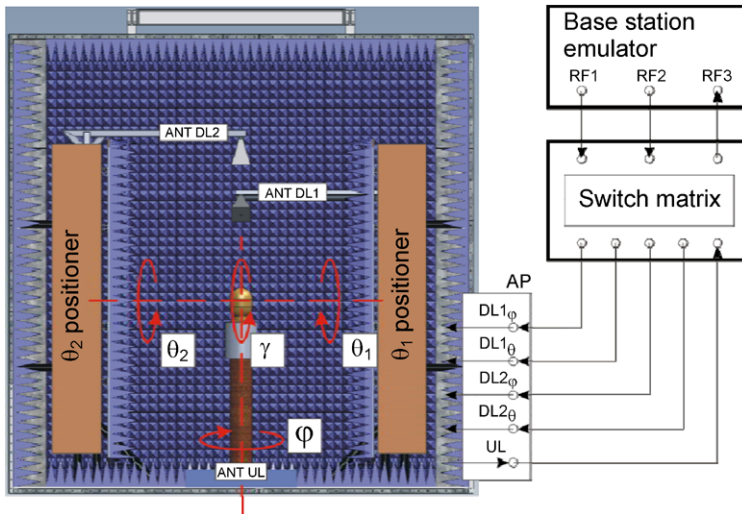 Base station
emulator
RF1 RF2 RF3
Switch matrix
ANT DL2
ANT DL1
θ2 positioner
θ1 positioner
θ2
γ
θ1
φ
ANT UL
AP
DL1φ
DL1θ
DL2φ
DL2θ
UL